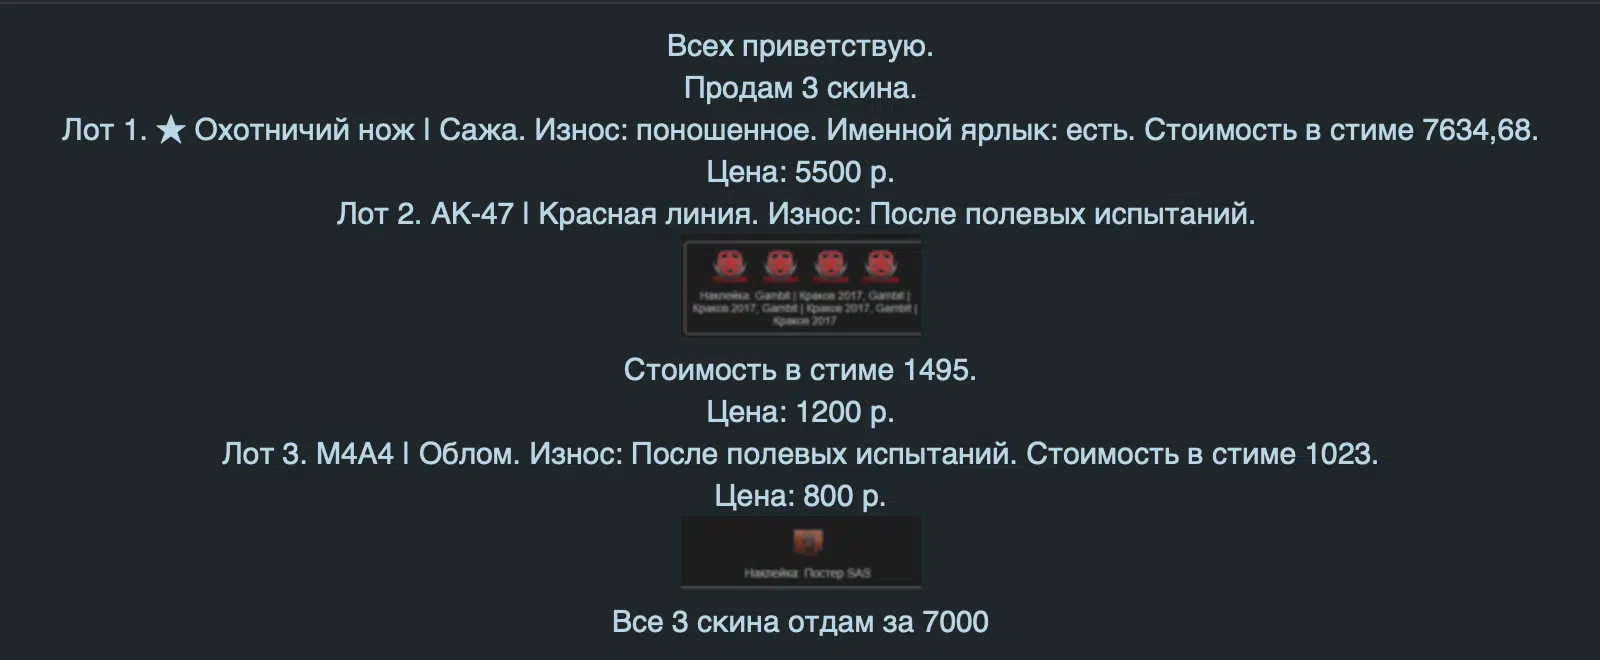 Всех приветствую.
Продам 3 скина.
Лот 1. ★ Охотничий нож | Сажа. Износ: поношенное. Именной ярлык: есть. Стоимость в стиме 7634,68.
Цена: 5500 р.
Лот 2. АК-47 | Красная линия. Износ: После полевых испытаний.
Наклейка: Gambit | Краков 2017, Gambit |
Краков 2017, Gambit | Краков 2017, Gambit |
Краков 2017
Стоимость в стиме 1495.
Цена: 1200 р.
Лот 3. М4А4 | Облом. Износ: После полевых испытаний. Стоимость в стиме 1023.
Цена: 800 р.
Наклейка: Постер SAS
Все 3 скина отдам за 7000